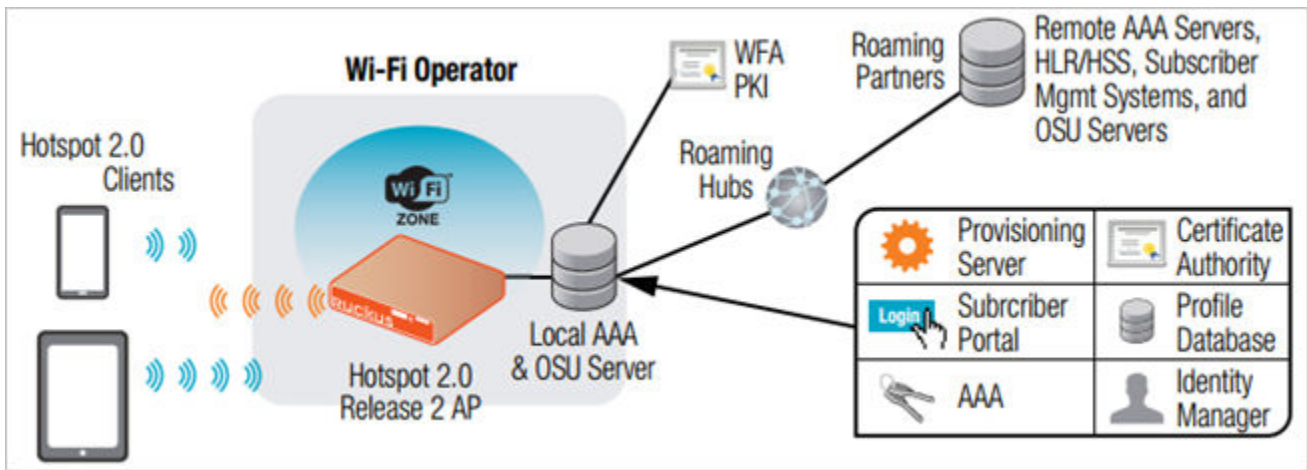 Hotspot 2.0
Clients
Wi-Fi Operator
Wi Fi
ZONE
Ruckus
Hotspot 2.0
Release 2 AP
Local AAA
& OSU Server
WFA
PKI
Roaming
Hubs
Roaming
Partners
Remote AAA Servers,
HLR/HSS, Subscriber
Mgmt Systems, and
OSU Servers
Provisioning
Server
Certificate
Authority
Login
Subrcriber
Portal
Profile
Database
AAA
Identity
Manager